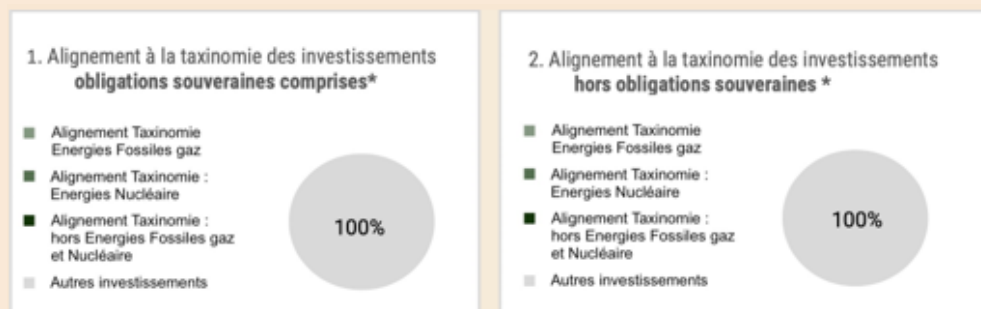 1. Alignement à la taxinomie des investissements
obligations souveraines comprises*
Alignement Taxinomie
Energies Fossiles gaz
Alignement Taxinomie :
Energies Nucléaire
Alignement Taxinomie :
hors Energies Fossiles gaz
et Nucléaire
Autres investissements
100%
2. Alignement à la taxinomie des investissements
hors obligations souveraines *
Alignement Taxinomie
Energies Fossiles gaz
Alignement Taxinomie :
Energies Nucléaire
Alignement Taxinomie :
hors Energies Fossiles gaz
et Nucléaire
Autres investissements
100%